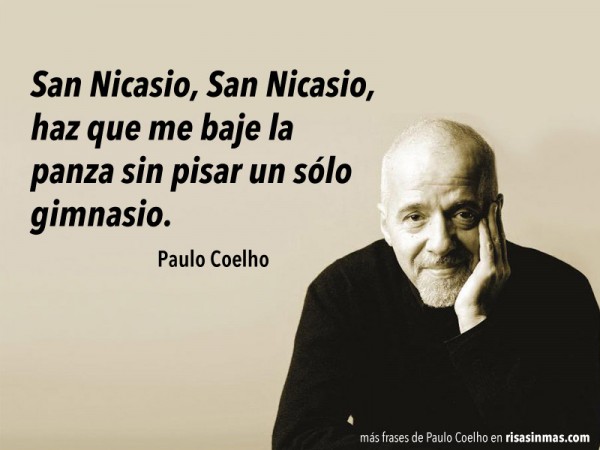 San Nicasio, San Nicasio,
haz que me baje la
panza sin pisar un sólo
gimnasio.
Paulo Coelho
más frases de Paulo Coelho en risasinmas.com